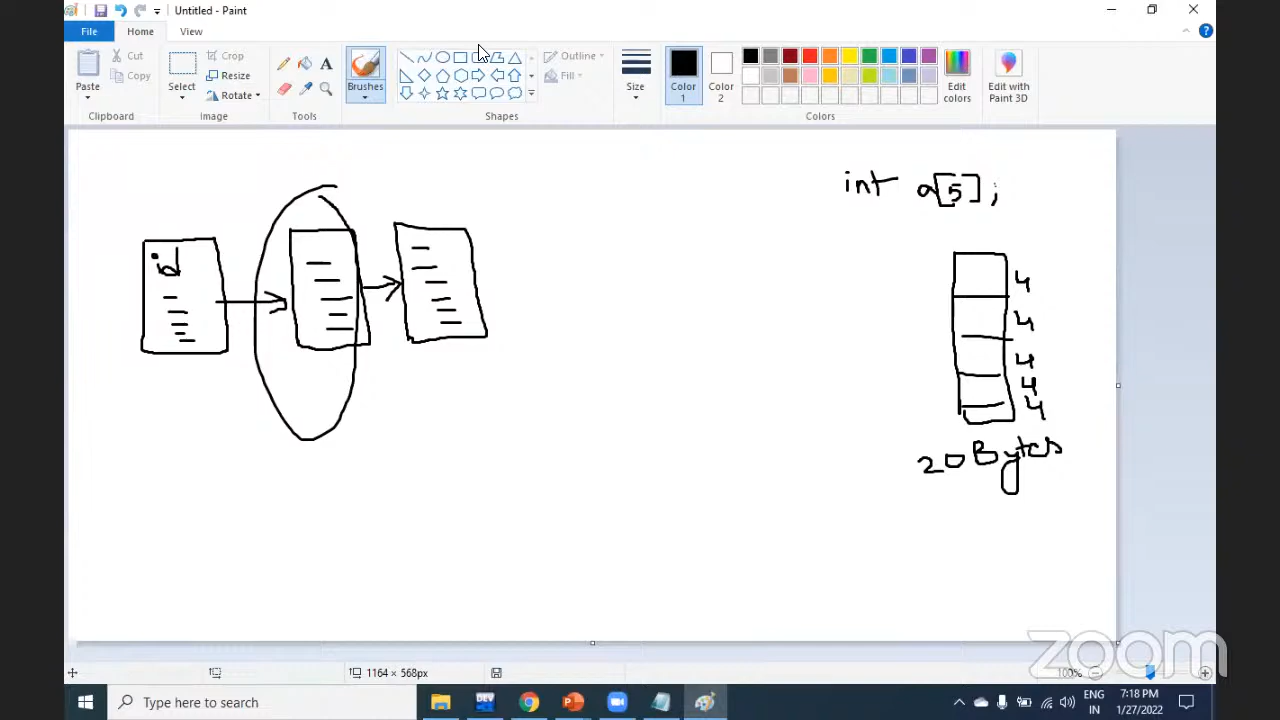 Untitled - Paint
File Home View
Paste
Cut
Copy
Clipboard
Select
Crop
Resize
Rotate
Image
A
Tools
Brushes
Shapes
Outline
Fill
Size
Color 1
Color 2
Edit colors
Colors
Edit with Paint 3D
int a[5];
id
4
4
4
4
4
20 Bytes
1164 × 568px
100%
zoom
Type here to search
DEV
ENG
IN
7:18 PM
1/27/2022